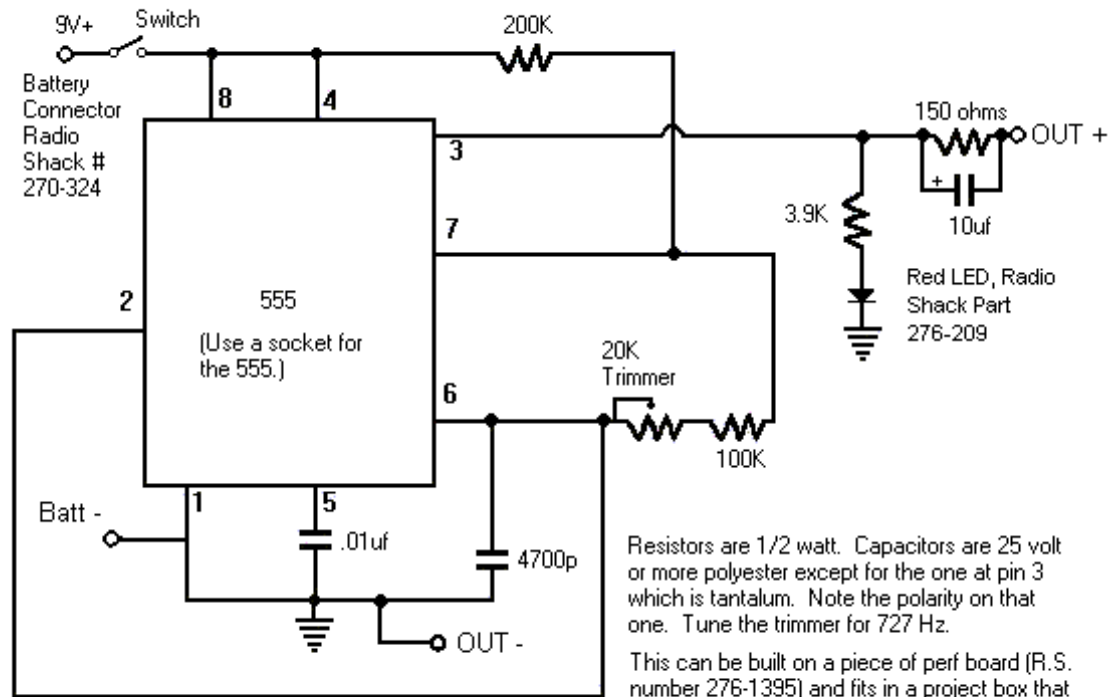 9V+
Switch
200K
Battery
Connector
Radio
Shack #
270-324
8
4
150 ohms
OUT +
3
+
10uf
3.9K
7
Red LED, Radio
Shack Part
276-209
2
555
(Use a socket for
the 555.)
20K
Trimmer
6
100K
1
5
Batt -
.01uf
4700p
OUT -
Resistors are 1/2 watt. Capacitors are 25 volt
or more polyester except for the one at pin 3
which is tantalum. Note the polarity on that
one. Tune the trimmer for 727 Hz.
This can be built on a piece of perf board (R.S.
number 276-1395) and fits in a project box that